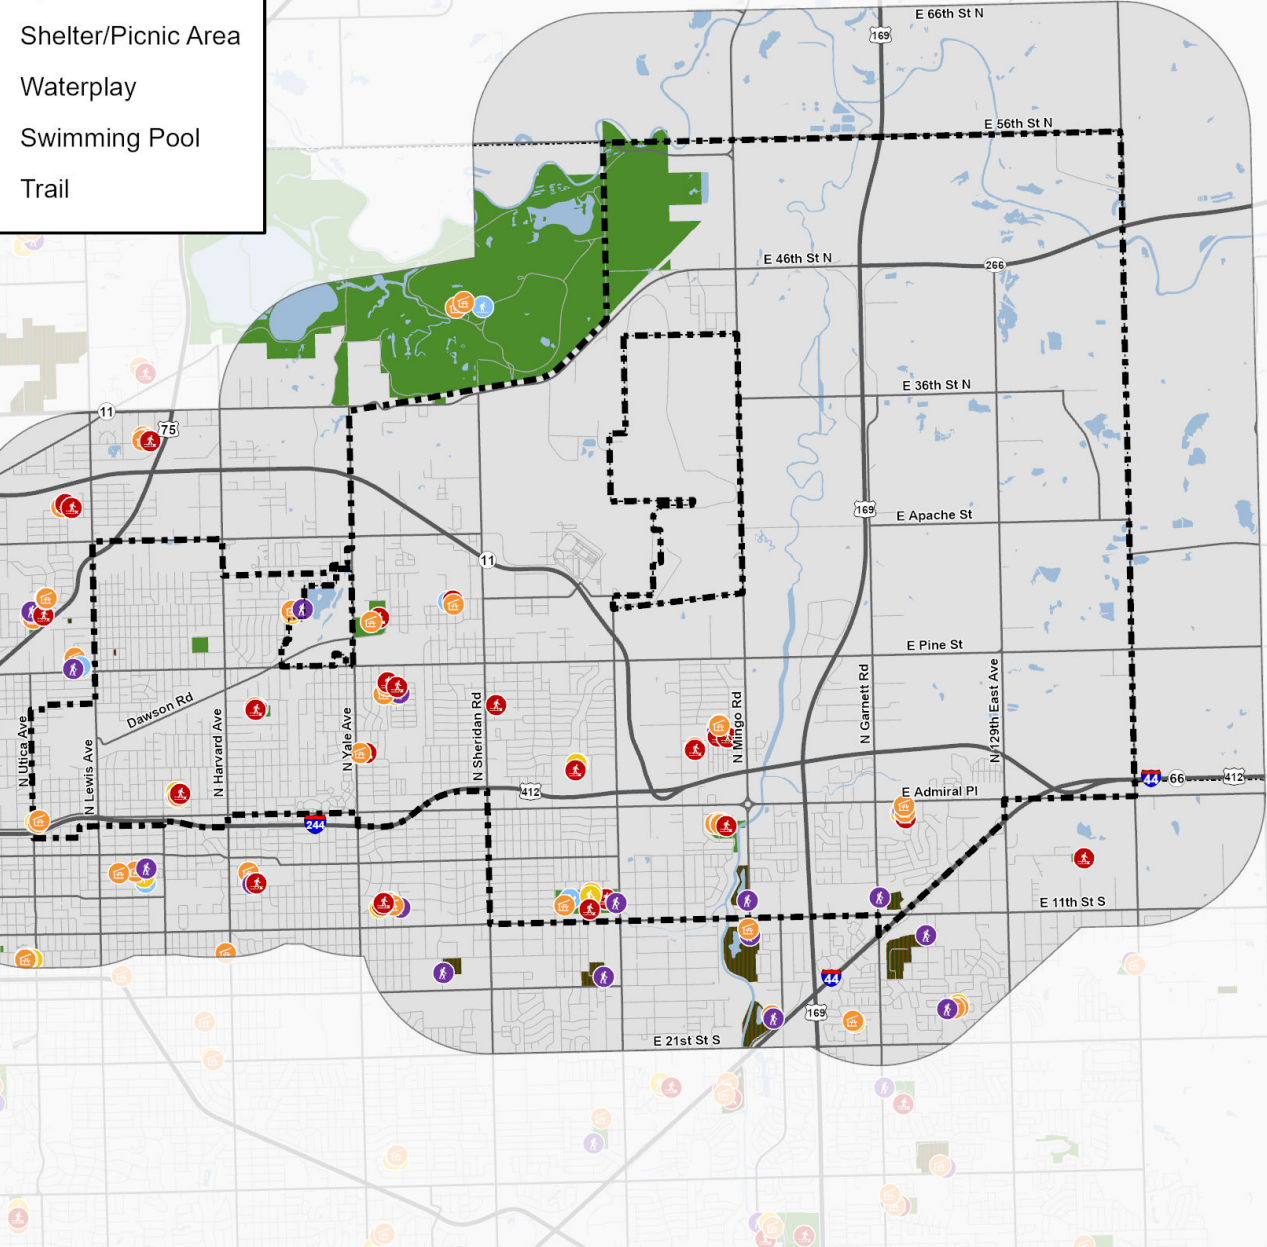 Shelter/Picnic Area
Waterplay
Swimming Pool
Trail
E 66th St N
169
E 56th St N
E 46th St N
266
E 36th St N
11
75
169
E Apache St
11
E Pine St
N Utica Ave
N Lewis Ave
Dawson Rd
N Harvard Ave
N Yale Ave
N Sheridan Rd
N Mingo Rd
N Garnett Rd
N 129th East Ave
412
E Admiral Pl
44
66
412
244
E 11th St S
44
169
E 21st St S